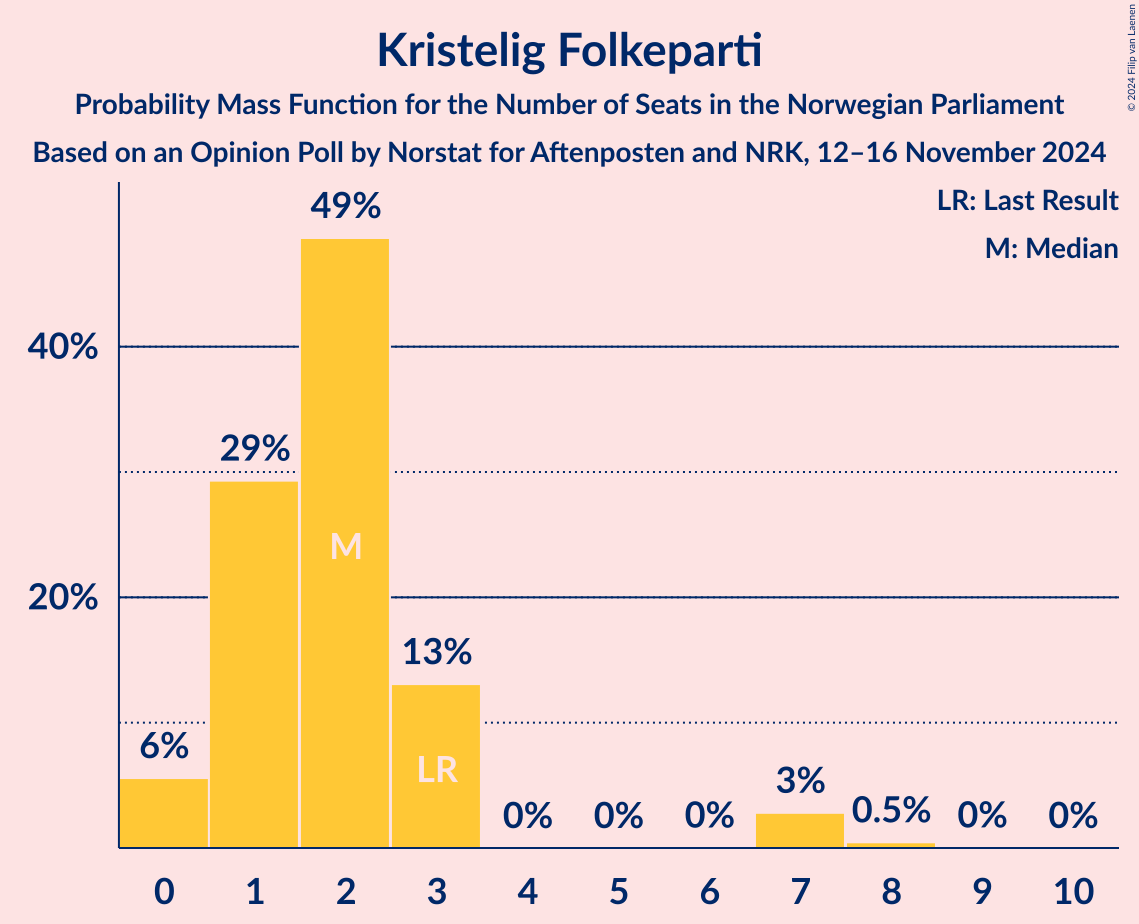 Kristelig Folkeparti
Probability Mass Function for the Number of Seats in the Norwegian Parliament
Based on an Opinion Poll by Norstat for Aftenposten and NRK, 12–16 November 2024
© 2024 Filip van Laenen
LR: Last Result
M: Median
49%
40%
29%
M
20%
13%
6%
LR
3%
0.5%
0% 0% 0% 0% 0%
0 1 2 3 4 5 6 7 8 9 10